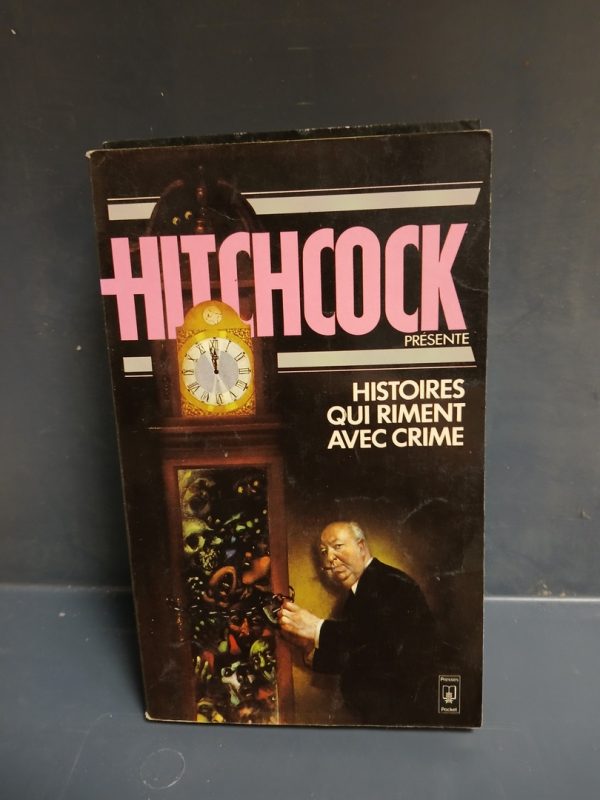 HITCHCOCK
PRÉSENTE
HISTOIRES
QUI RIMENT
AVEC CRIME
Presses
Pocket